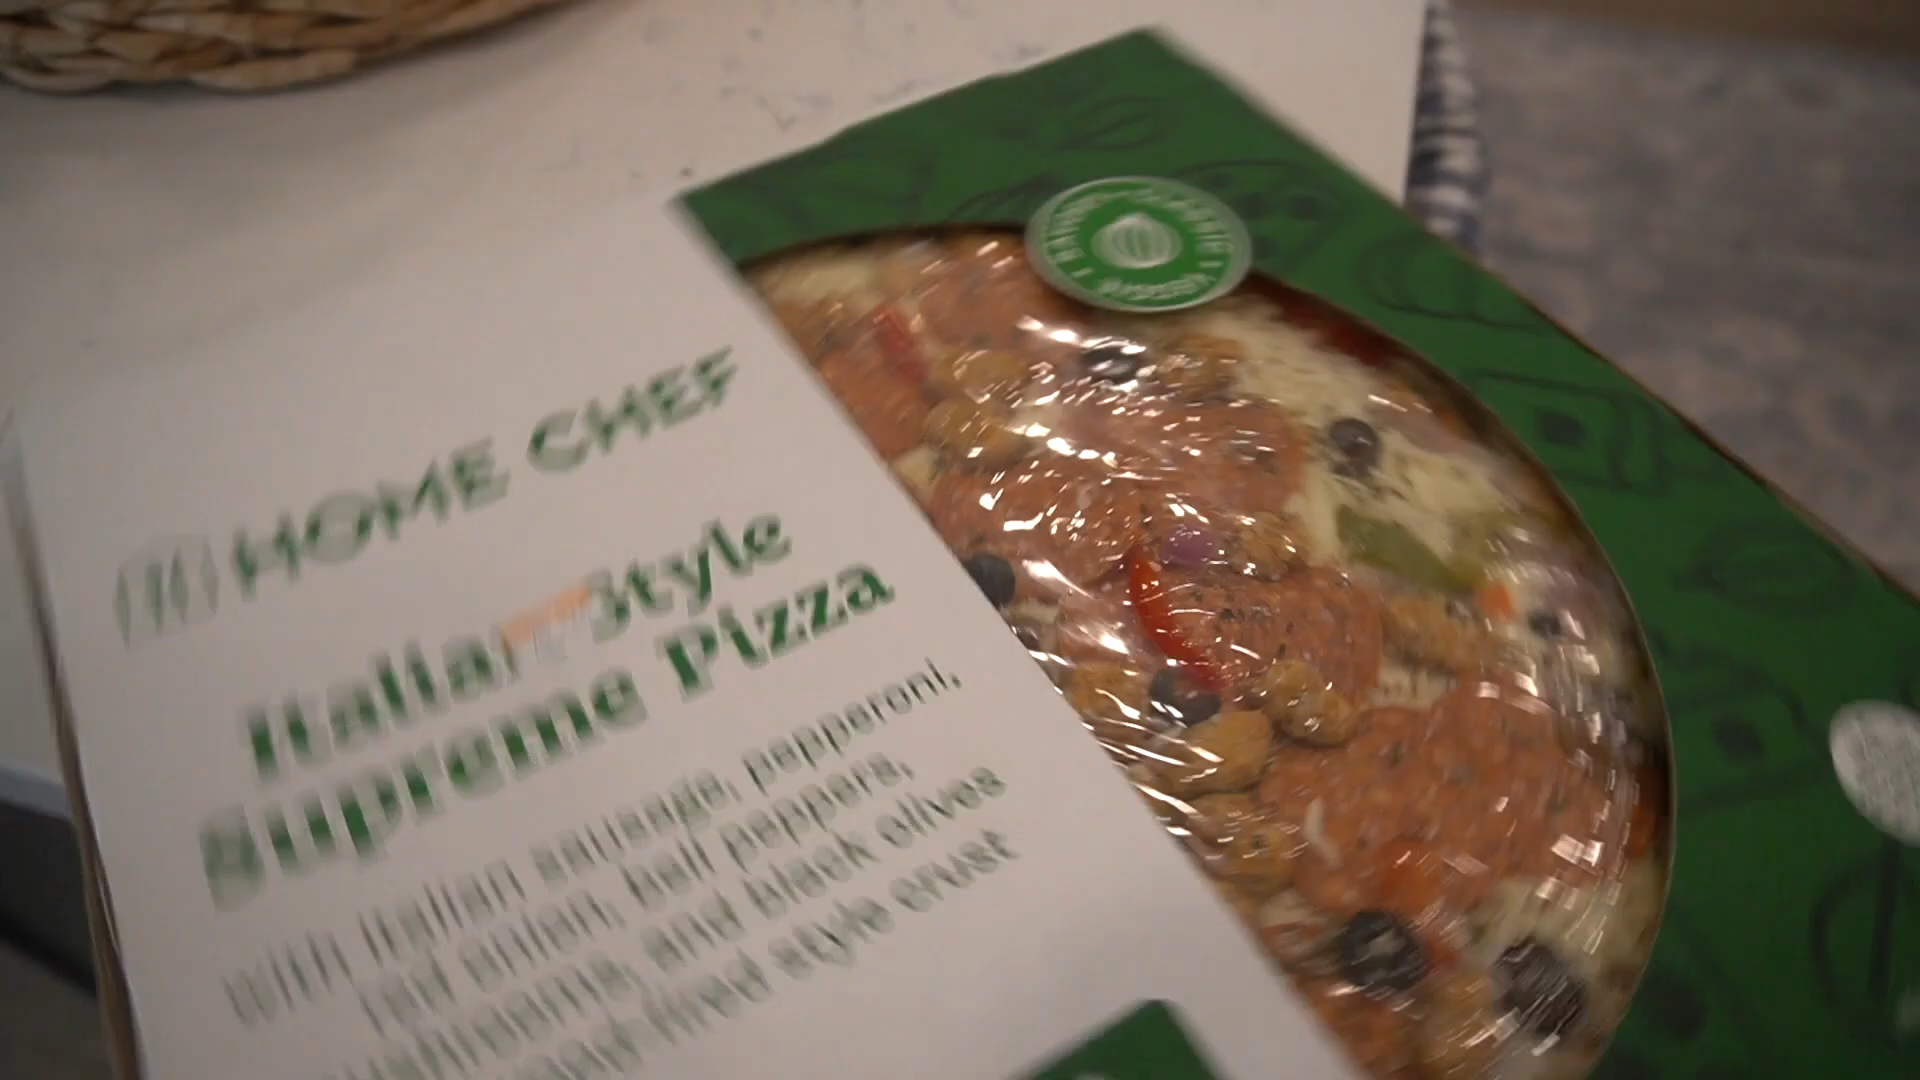 HOME CHEF
Italian Style
Supreme Pizza
with Italian sausage, pepperoni,
red onion, bell peppers,
mushrooms, and black olives
style crust